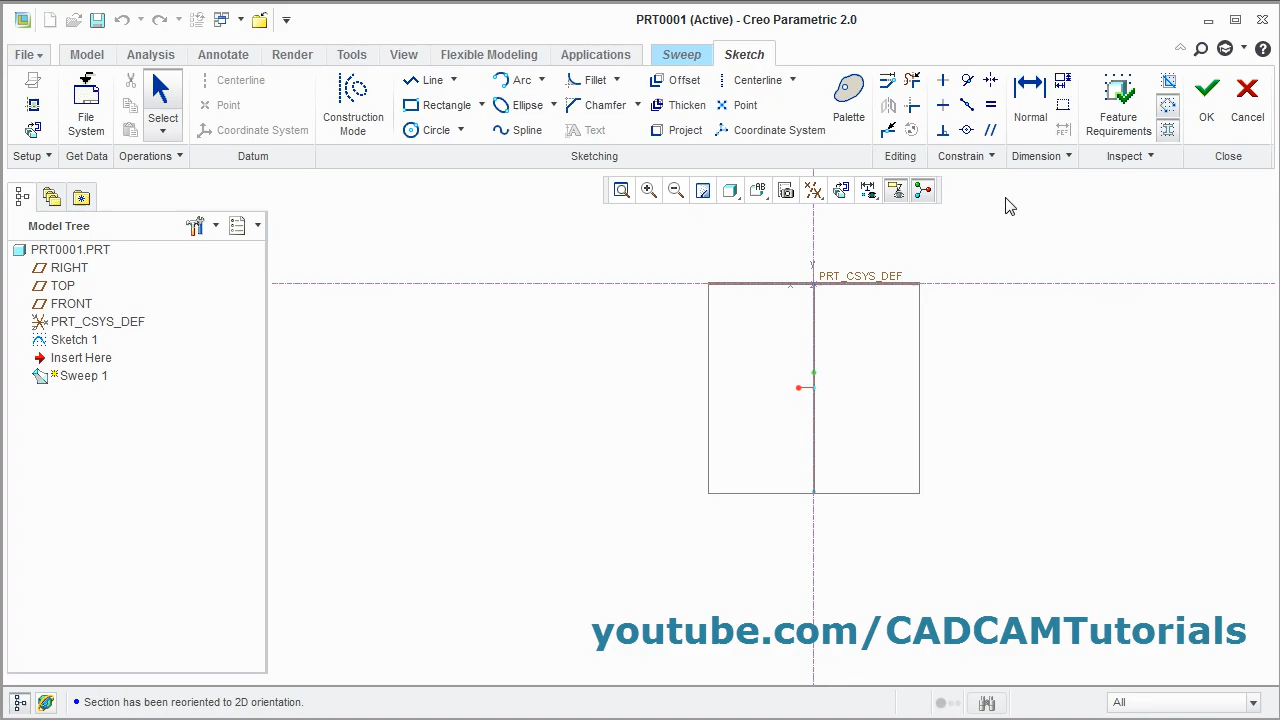 PRT0001 (Active) - Creo Parametric 2.0
File Model Analysis Annotate Render Tools View Flexible Modeling Applications Sweep Sketch
Centerline Line Arc Fillet Offset Centerline
File System Select Point Construction Mode Rectangle Ellipse Chamfer Thicken Point Palette Normal Feature Requirements OK Cancel
Coordinate System Circle Spline Text Project Coordinate System
Setup Get Data Operations Datum Sketching Editing Constrain Dimension Inspect Close
Model Tree
PRT0001.PRT
RIGHT
TOP
FRONT
PRT_CSYS_DEF
Sketch 1
Insert Here
Sweep 1
Y
PRT_CSYS_DEF
youtube.com/CADCAMTutorials
Section has been reoriented to 2D orientation.
All